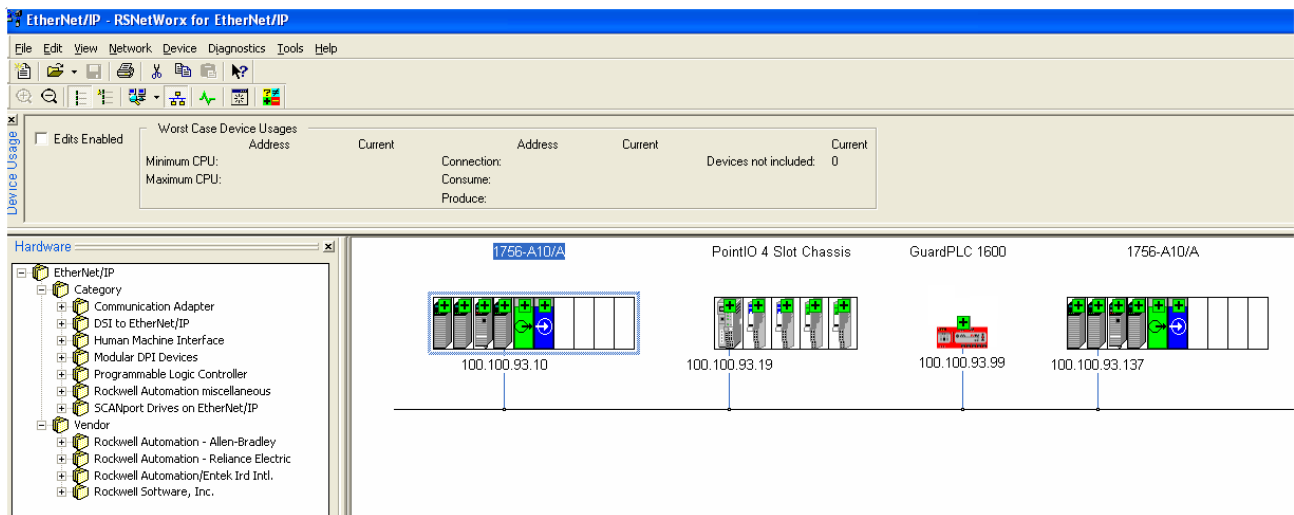 EtherNet/IP - RSNetWorx for EtherNet/IP
File Edit View Network Device Diagnostics Tools Help
Device Usage
Edits Enabled
Worst Case Device Usages
Address Current Address Current Current
Minimum CPU: Connection: Devices not included: 0
Maximum CPU: Consume:
Produce:
Hardware
EtherNet/IP
Category
Communication Adapter
DSI to EtherNet/IP
Human Machine Interface
Modular DPI Devices
Programmable Logic Controller
Rockwell Automation miscellaneous
SCANport Drives on EtherNet/IP
Vendor
Rockwell Automation - Allen-Bradley
Rockwell Automation - Reliance Electric
Rockwell Automation/Entek Ird Intl.
Rockwell Software, Inc.
1756-A10/A PointIO 4 Slot Chassis GuardPLC 1600 1756-A10/A
100.100.93.10 100.100.93.19 100.100.93.99 100.100.93.137